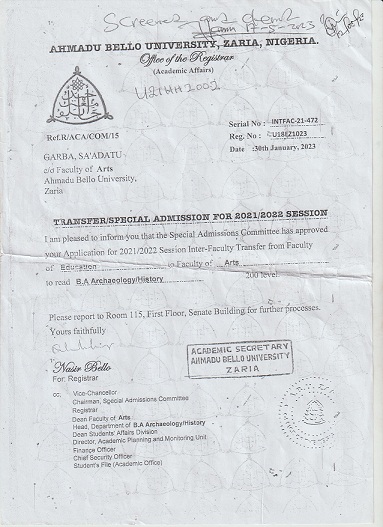 Screened
17-5-2023
AHMADU BELLO UNIVERSITY, ZARIA, NIGERIA.
Office of the Registrar
(Academic Affairs)
U21HH2002
Serial No : INTFAC-21-472
Ref.R/ACA/COM/15
Reg. No : U18EZ1023
Date :30th January, 2023
GARBA, SA'ADATU
c/o Faculty of Arts
Ahmadu Bello University,
Zaria
TRANSFER/SPECIAL ADMISSION FOR 2021/2022 SESSION
I am pleased to inform you that the Special Admissions Committee has approved
your Application for 2021/2022 Session Inter-Faculty Transfer from Faculty
of Education to Faculty of Arts
to read B.A Archaeology/History 200 level.
Please report to Room 115, First Floor, Senate Building for further processes.
Yours faithfully
Nasir Bello
For: Registrar
ACADEMIC SECRETARY
AHMADU BELLO UNIVERSITY
ZARIA
cc. Vice-Chancellor
Chairman, Special Admissions Committee
Registrar
Dean Faculty of Arts
Head, Department of B.A Archaeology/History
Dean Students' Affairs Division
Director, Academic Planning and Monitoring Unit
Finance Officer
Chief Security Officer
Student's File (Academic Office)